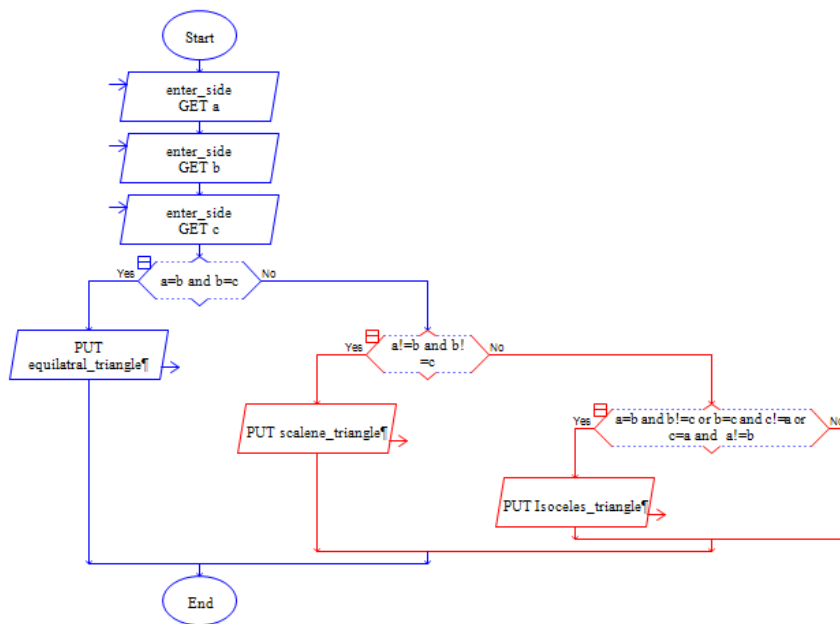 Start
enter_side
GET a
enter_side
GET b
enter_side
GET c
Yes
a=b and b=c
No
PUT
equilatral_triangle¶
Yes
a!=b and b!
=c
No
PUT scalene_triangle¶
Yes
a=b and b!=c or b=c and c!=a or
c=a and a!=b
No
PUT Isoceles_triangle¶
End